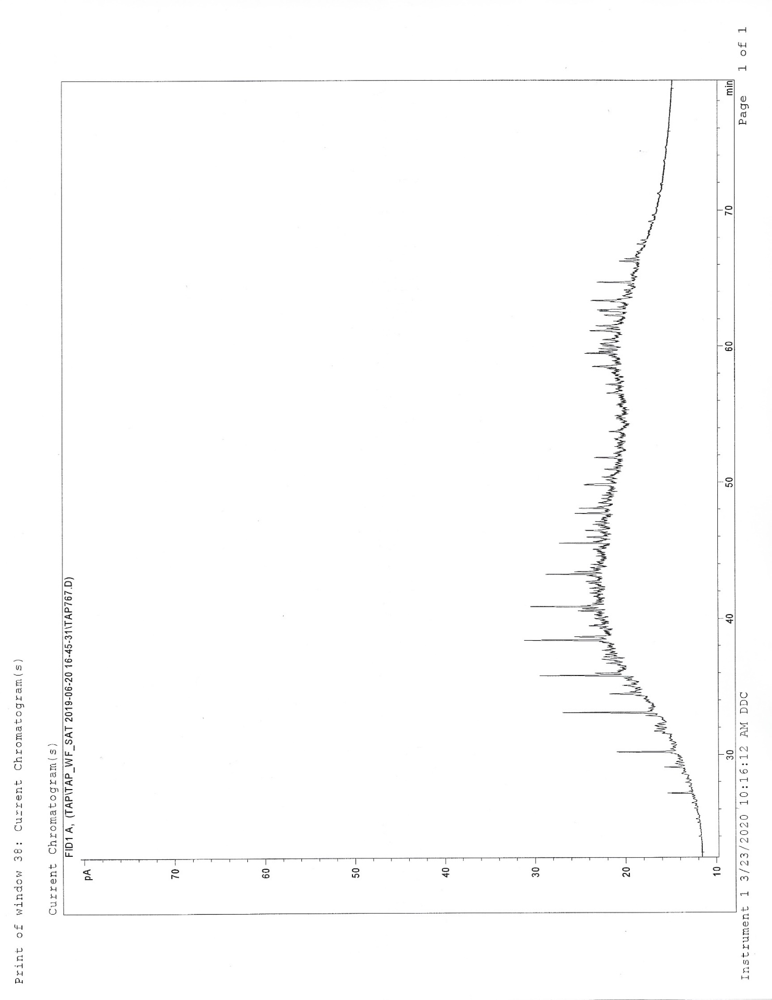 Print of window 38: Current Chromatogram(s)
Current Chromatogram(s)
FID1 A, (TAP\TAP_WF_SAT 2019-06-20 16-45-31\TAP767.D)
pA
70
60
50
40
30
20
10
30
40
50
60
70
min
Instrument 1 3/23/2020 10:16:12 AM DDC
Page 1 of 1